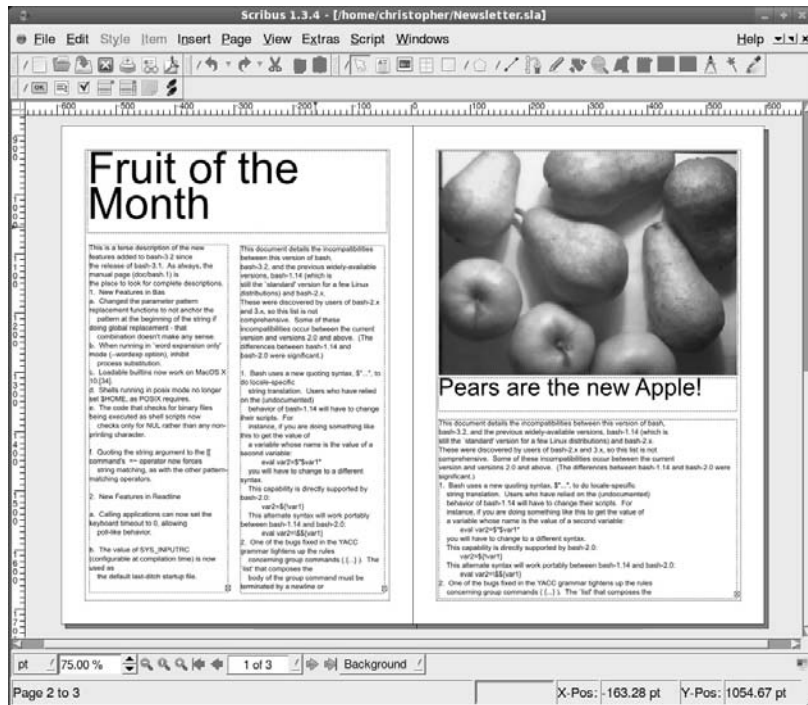 Scribus 1.3.4 - [/home/christopher/Newsletter.sla]
File Edit Style Item Insert Page View Extras Script Windows Help
OK
-600 -500 -400 -300 -200 -100 0 100 200 300 400 500 600
Fruit of the
Month
This is a terse description of the new
features added to bash-3.2 since
the release of bash-3.1. As always, the
manual page (doc/bash.1) is
the place to look for complete descriptions.
1. New Features in Bas
a. Changed the parameter pattern
replacement functions to not anchor the
pattern at the beginning of the string if
doing global replacement - that
combination doesn't make any sense.
b. When running in `word expansion only'
mode (--wordexp option), inhibit
process substitution.
c. Loadable builtins now work on MacOS X
10.[34].
d. Shells running in posix mode no longer
set $HOME, as POSIX requires.
e. The code that checks for binary files
being executed as shell scripts now
checks only for NUL rather than any non-
printing character.
f. Quoting the string argument to the [[
command's =~ operator now forces
string matching, as with the other pattern-
matching operators.
2. New Features in Readline
a. Calling applications can now set the
keyboard timeout to 0, allowing
poll-like behavior.
b. The value of SYS_INPUTRC
(configurable at compilation time) is now
used as
the default last-ditch startup file.
This document details the incompatibilities
between this version of bash,
bash-3.2, and the previous widely-available
versions, bash-1.14 (which is
still the `standard' version for a few Linux
distributions) and bash-2.x.
These were discovered by users of bash-2.x
and 3.x, so this list is not
comprehensive. Some of these
incompatibilities occur between the current
version and versions 2.0 and above. (The
differences between bash-1.14 and
bash-2.0 were significant.)
1. Bash uses a new quoting syntax, $"...", to
do locale-specific
string translation. Users who have relied
on the (undocumented)
behavior of bash-1.14 will have to change
their scripts. For
instance, if you are doing something like
this to get the value of
a variable whose name is the value of a
second variable:
eval var2=$"$var1"
you will have to change to a different
syntax.
This capability is directly supported by
bash-2.0:
var2=${!var1}
This alternate syntax will work portably
between bash-1.14 and bash-2.0:
eval var2=\$${var1}
2. One of the bugs fixed in the YACC
grammar tightens up the rules
concerning group commands ( {...} ). The
`list' that composes the
body of the group command must be
terminated by a newline or
Pears are the new Apple!
This document details the incompatibilities between this version of bash,
bash-3.2, and the previous widely-available versions, bash-1.14 (which is
still the `standard' version for a few Linux distributions) and bash-2.x.
These were discovered by users of bash-2.x and 3.x, so this list is not
comprehensive. Some of these incompatibilities occur between the current
version and versions 2.0 and above. (The differences between bash-1.14 and bash-2.0 were
significant.)
1. Bash uses a new quoting syntax, $"...", to do locale-specific
string translation. Users who have relied on the (undocumented)
behavior of bash-1.14 will have to change their scripts. For
instance, if you are doing something like this to get the value of
a variable whose name is the value of a second variable:
eval var2=$"$var1"
you will have to change to a different syntax.
This capability is directly supported by bash-2.0:
var2=${!var1}
This alternate syntax will work portably between bash-1.14 and bash-2.0:
eval var2=\$${var1}
2. One of the bugs fixed in the YACC grammar tightens up the rules
concerning group commands ( {...} ). The `list' that composes the
pt 75.00 % 1 of 3 Background
Page 2 to 3 X-Pos: -163.28 pt Y-Pos: 1054.67 pt